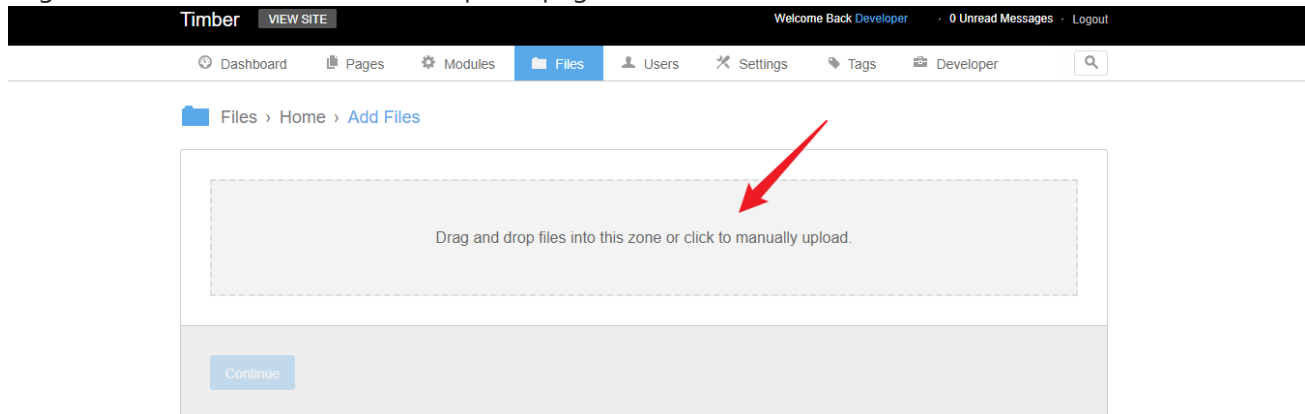 Timber VIEW SITE Welcome Back Developer · 0 Unread Messages · Logout
Dashboard Pages Modules Files Users Settings Tags Developer
Files › Home › Add Files
Drag and drop files into this zone or click to manually upload.
Continue